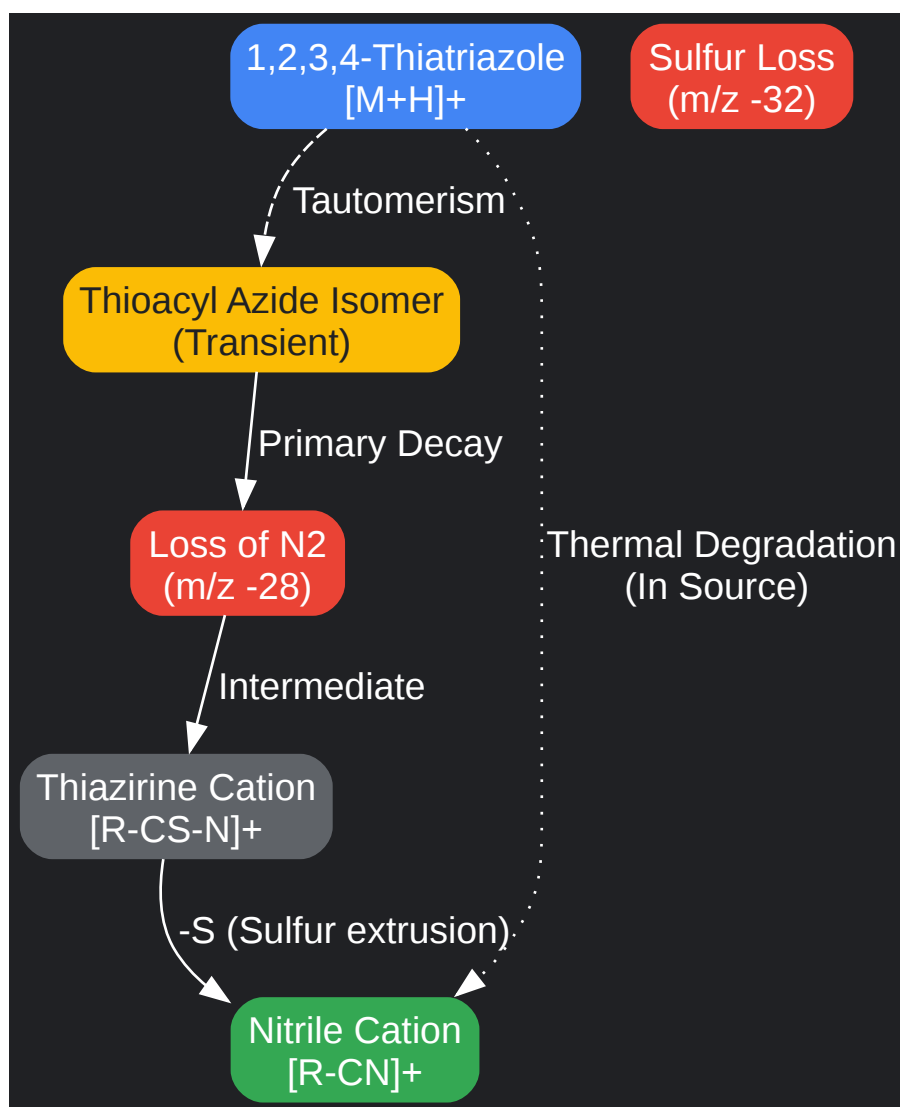 1,2,3,4-Thiatriazole
[M+H]+
Sulfur Loss
(m/z -32)
Tautomerism
Thioacyl Azide Isomer
(Transient)
Primary Decay
Loss of N2
(m/z -28)
Thermal Degradation
(In Source)
Intermediate
Thiazirine Cation
[R-CS-N]+
-S (Sulfur extrusion)
Nitrile Cation
[R-CN]+